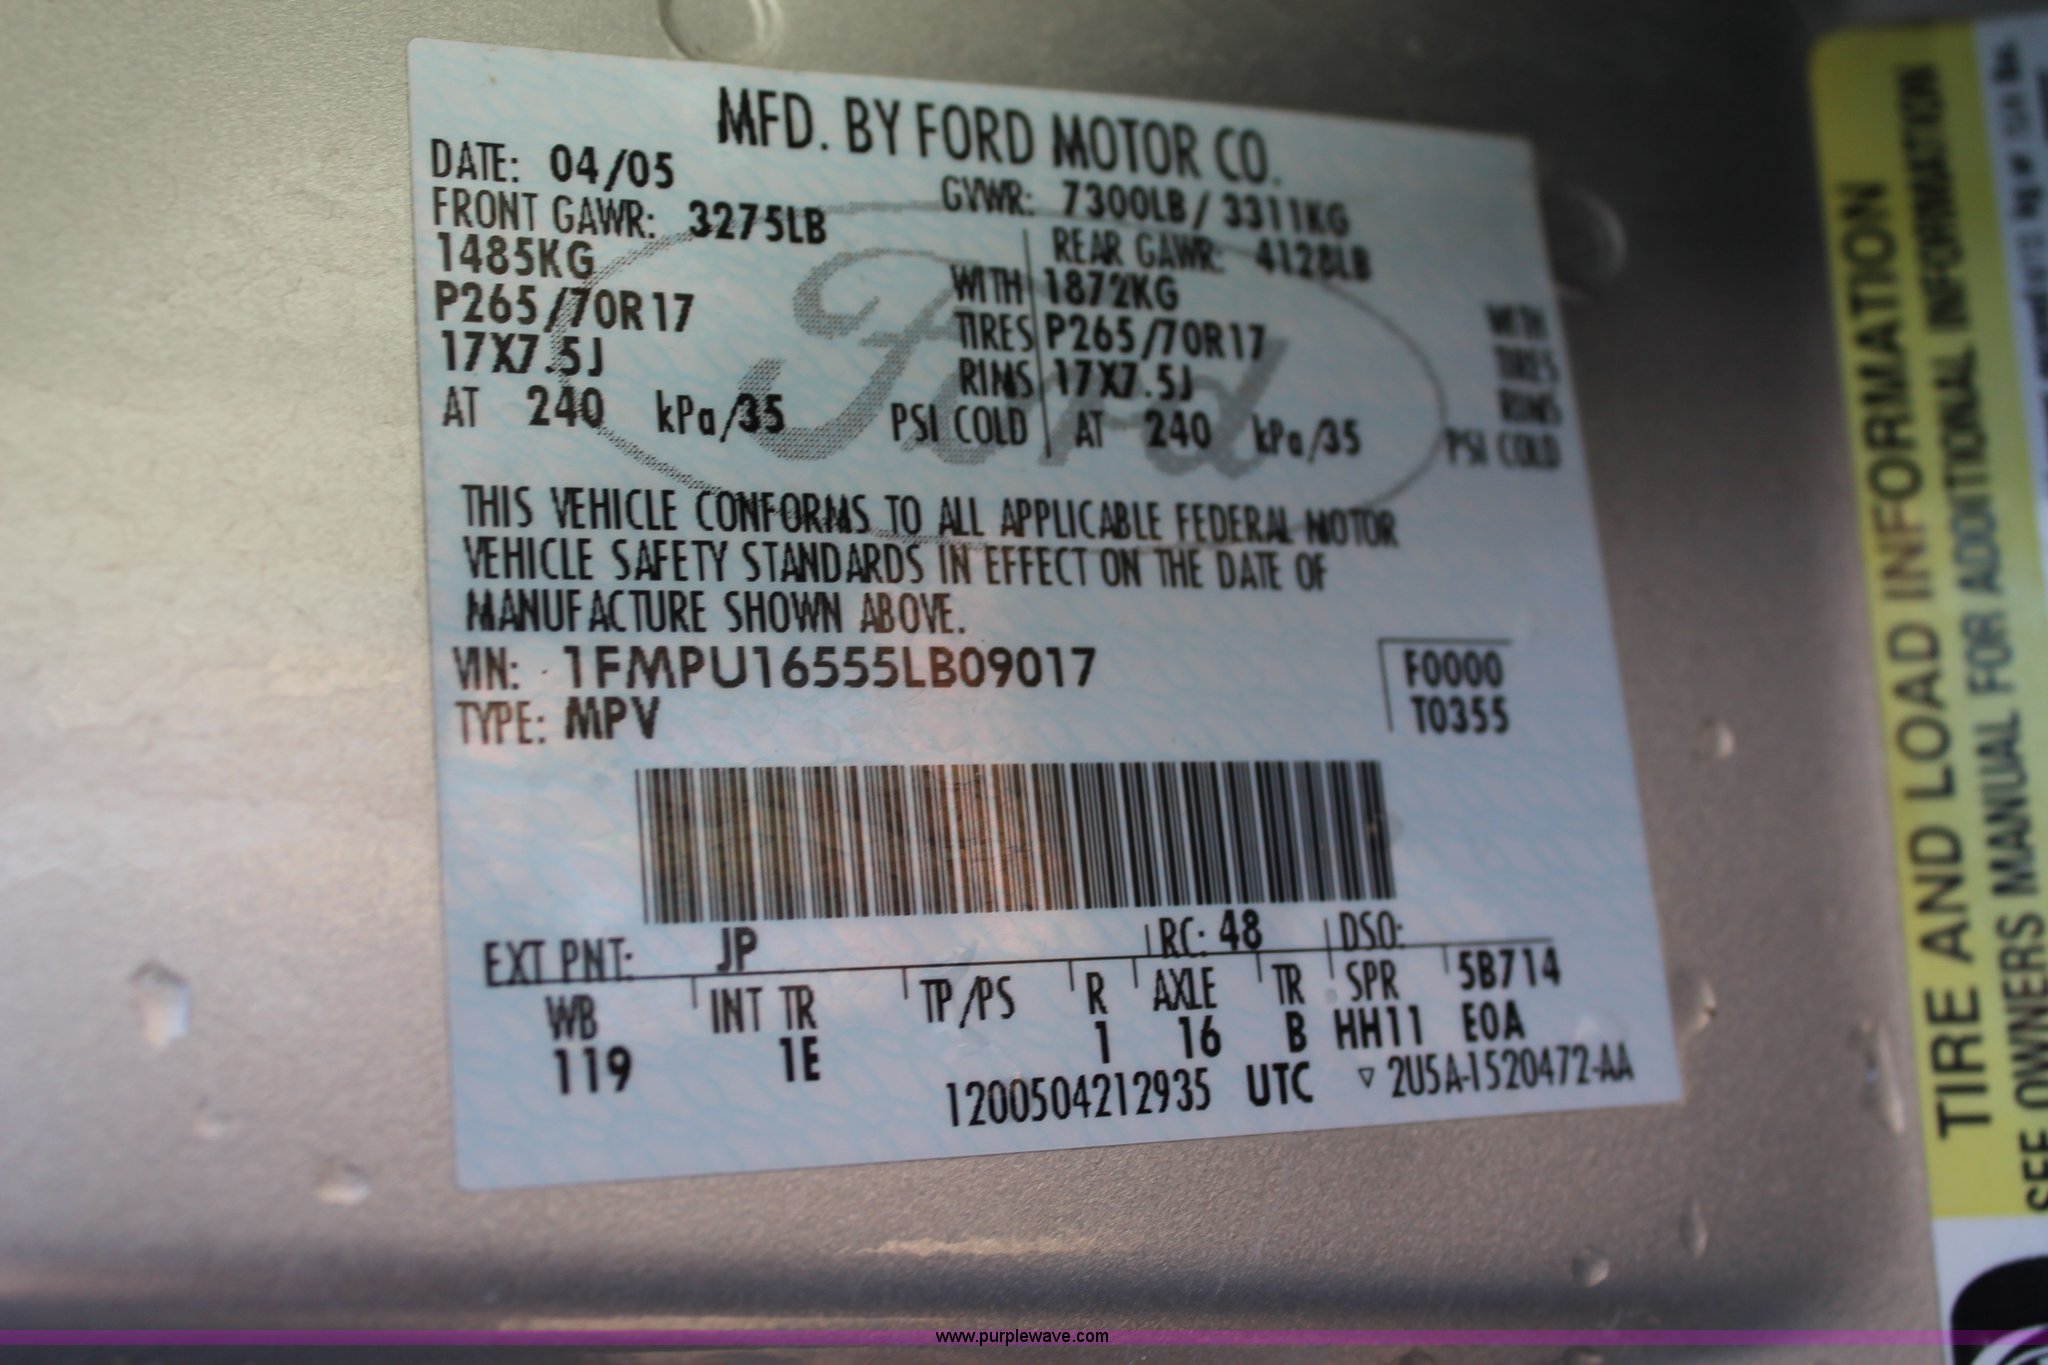 MFD. BY FORD MOTOR CO.
DATE: 04/05
GVWR: 7300LB / 3311KG
FRONT GAWR: 3275LB
REAR GAWR: 4128LB
1485KG WITH
1872KG WITH
P265/70R17 TIRES
P265/70R17 TIRES
17X7.5J RIMS
17X7.5J RIMS
AT 240 kPa/35 PSI COLD
AT 240 kPa/35 PSI COLD
Ford
THIS VEHICLE CONFORMS TO ALL APPLICABLE FEDERAL MOTOR
VEHICLE SAFETY STANDARDS IN EFFECT ON THE DATE OF
MANUFACTURE SHOWN ABOVE.
VIN: 1FMPU16555LB09017
F0000
TYPE: MPV
T0355
EXT PNT: JP RC: 48 DSO:
WB INT TR TP/PS R AXLE TR SPR 5B714
119 1E 1 16 B HH11 E0A
1200504212935 UTC ▽ 2U5A-1520472-AA
TIRE AND LOAD INFORMATION
SEE OWNERS MANUAL FOR ADDITIONAL INFORMATION
www.purplewave.com